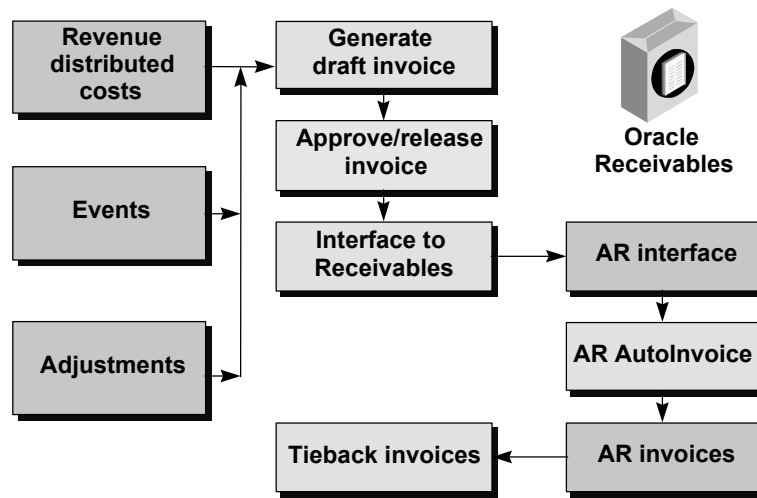 Revenue
distributed
costs
Generate
draft invoice
Oracle
Receivables
Approve/release
invoice
Events
Interface to
Receivables
AR interface
Adjustments
AR AutoInvoice
Tieback invoices
AR invoices